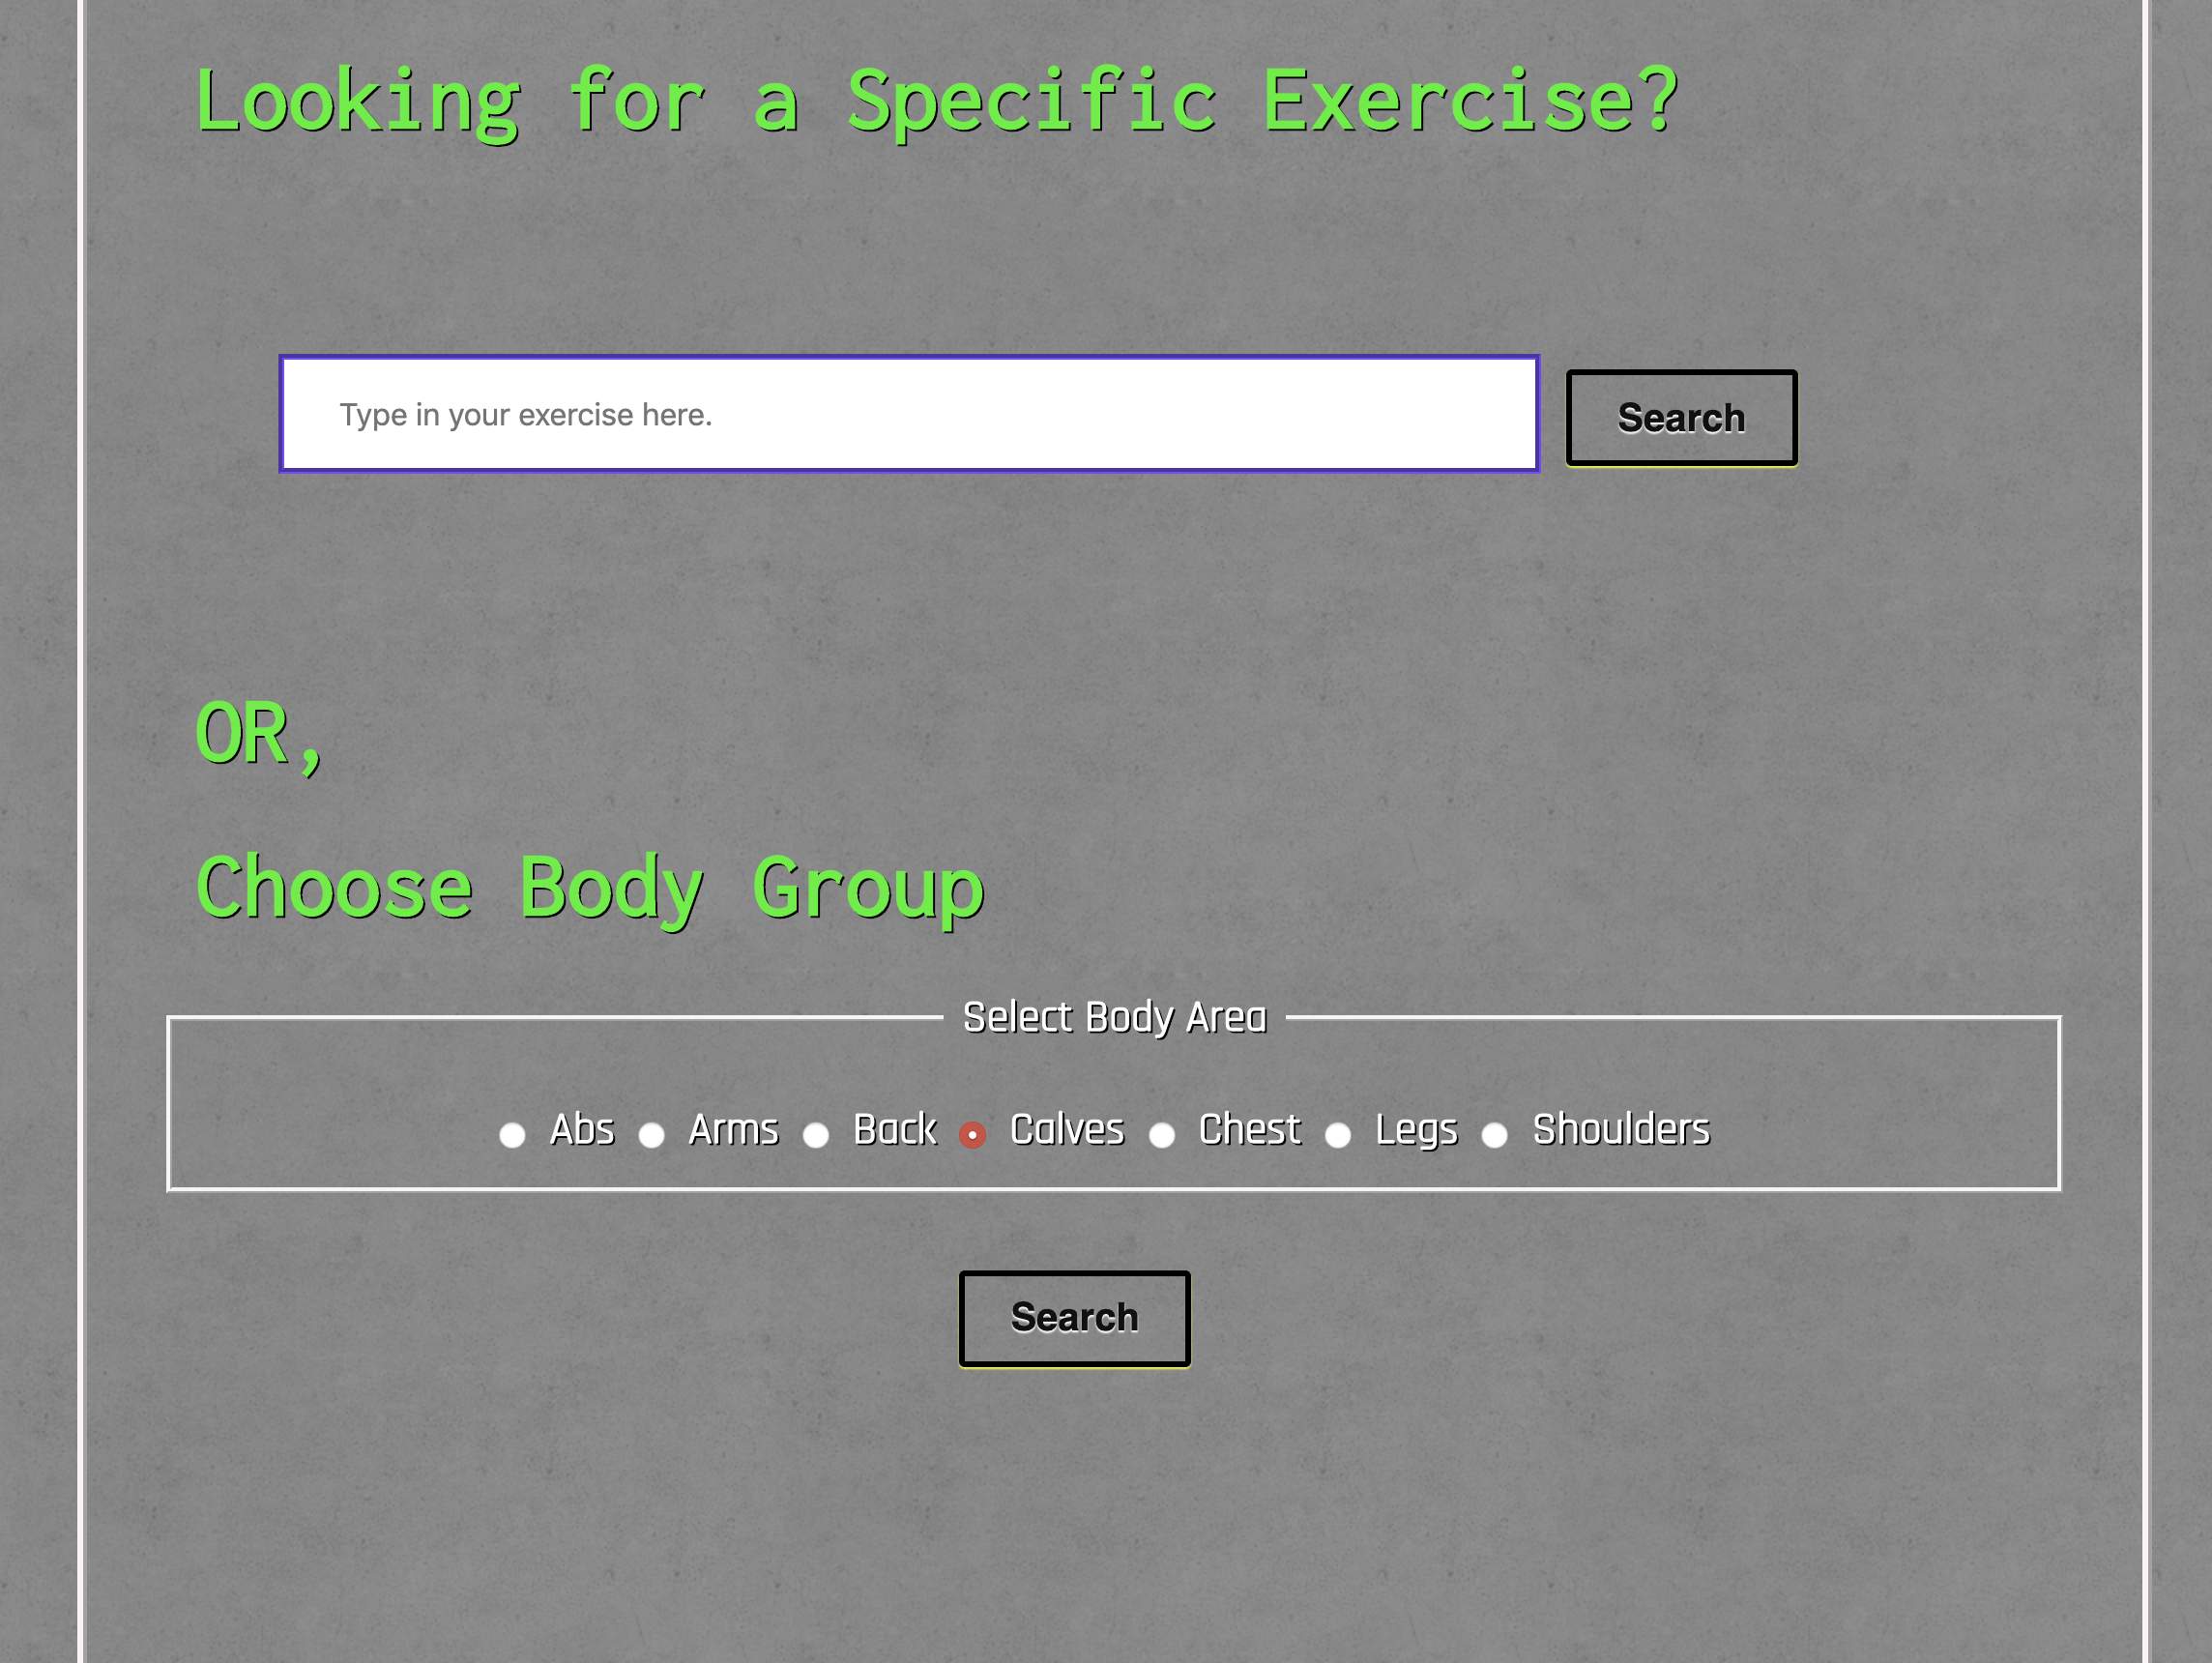 Looking for a Specific Exercise?
Type in your exercise here.
Search
OR,
Choose Body Group
Select Body Area
Abs Arms Back Calves Chest Legs Shoulders
Search